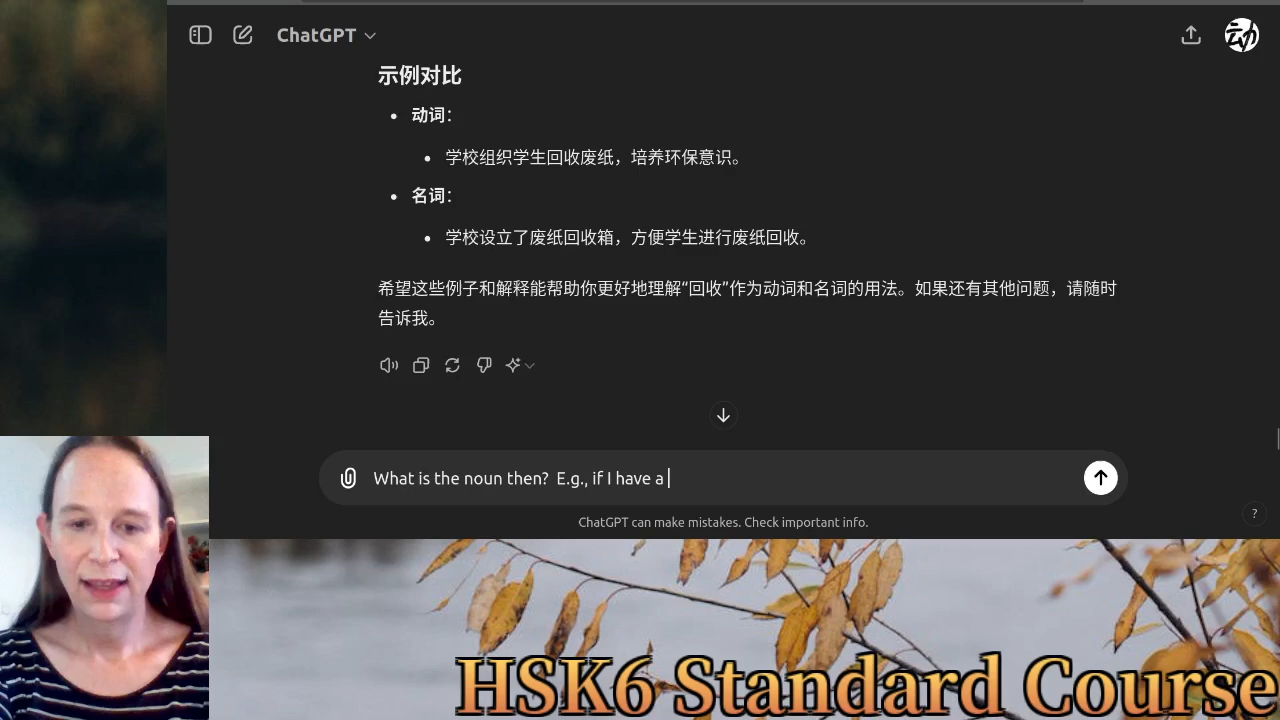 ChatGPT
动
示例对比
动词：
学校组织学生回收废纸，培养环保意识。
名词：
学校设立了废纸回收箱，方便学生进行废纸回收。
希望这些例子和解释能帮助你更好地理解“回收”作为动词和名词的用法。如果还有其他问题，请随时
告诉我。
What is the noun then?  E.g., if I have a
ChatGPT can make mistakes. Check important info.
?
HSK6 Standard Course